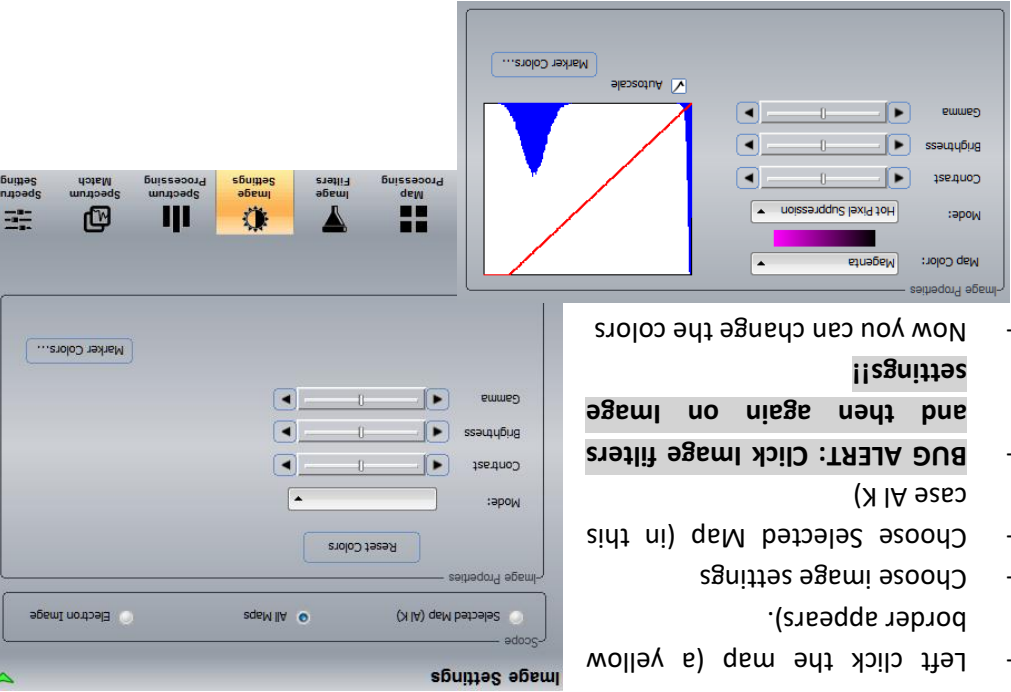 Image Settings
Scope
Selected Map (Al K)
All Maps
Electron Image
Image Properties
Reset Colors
Mode:
Contrast
Brightness
Gamma
Marker Colors...
Map Processing
Image Filters
Image Settings
Spectrum Processing
Spectrum Match
- Left click the map (a yellow
border appears).
- Choose image settings
- Choose Selected Map (in this
case Al K)
- BUG ALERT: Click Image filters
and then again on Image
settings!!
- Now you can change the colors
Image Properties
Map Color:
Magenta
Mode:
Hot Pixel Suppression
Contrast
Brightness
Gamma
Autoscale
Marker Colors...